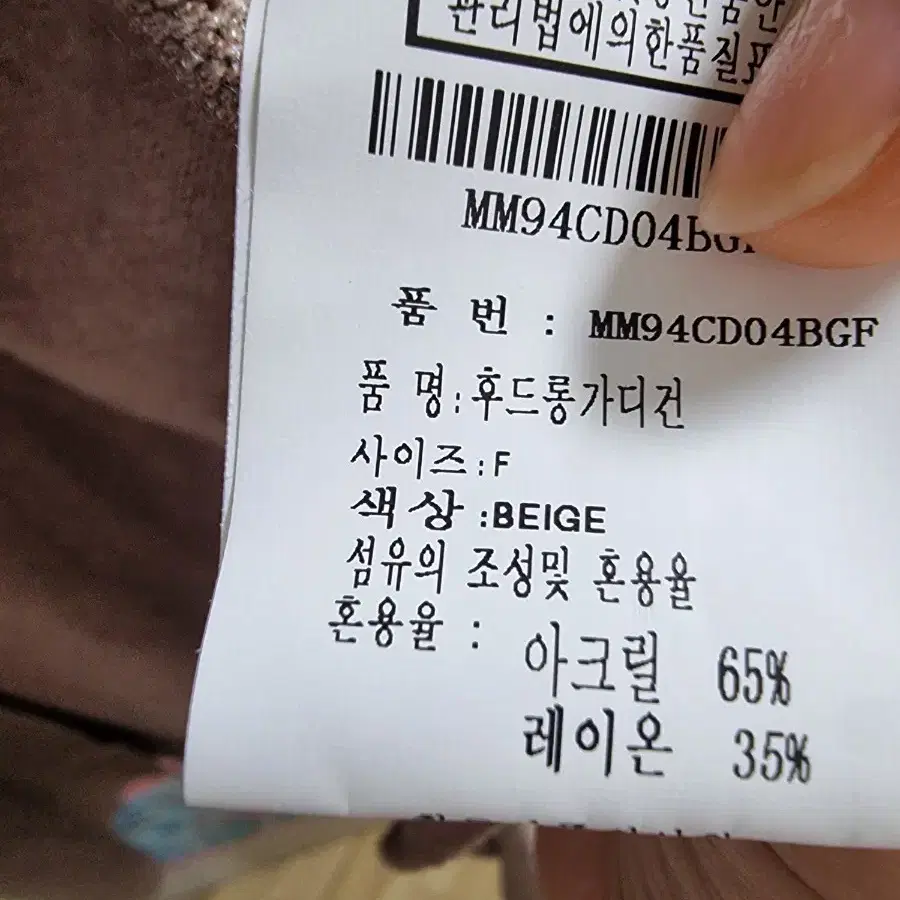 관리법에의한품질표
MM94CD04BGF
품 번 : MM94CD04BGF
품 명:후드롱가디건
사이즈:F
색상:BEIGE
섬유의 조성및 혼용율
혼용율 : 아크릴 65%
레이온 35%